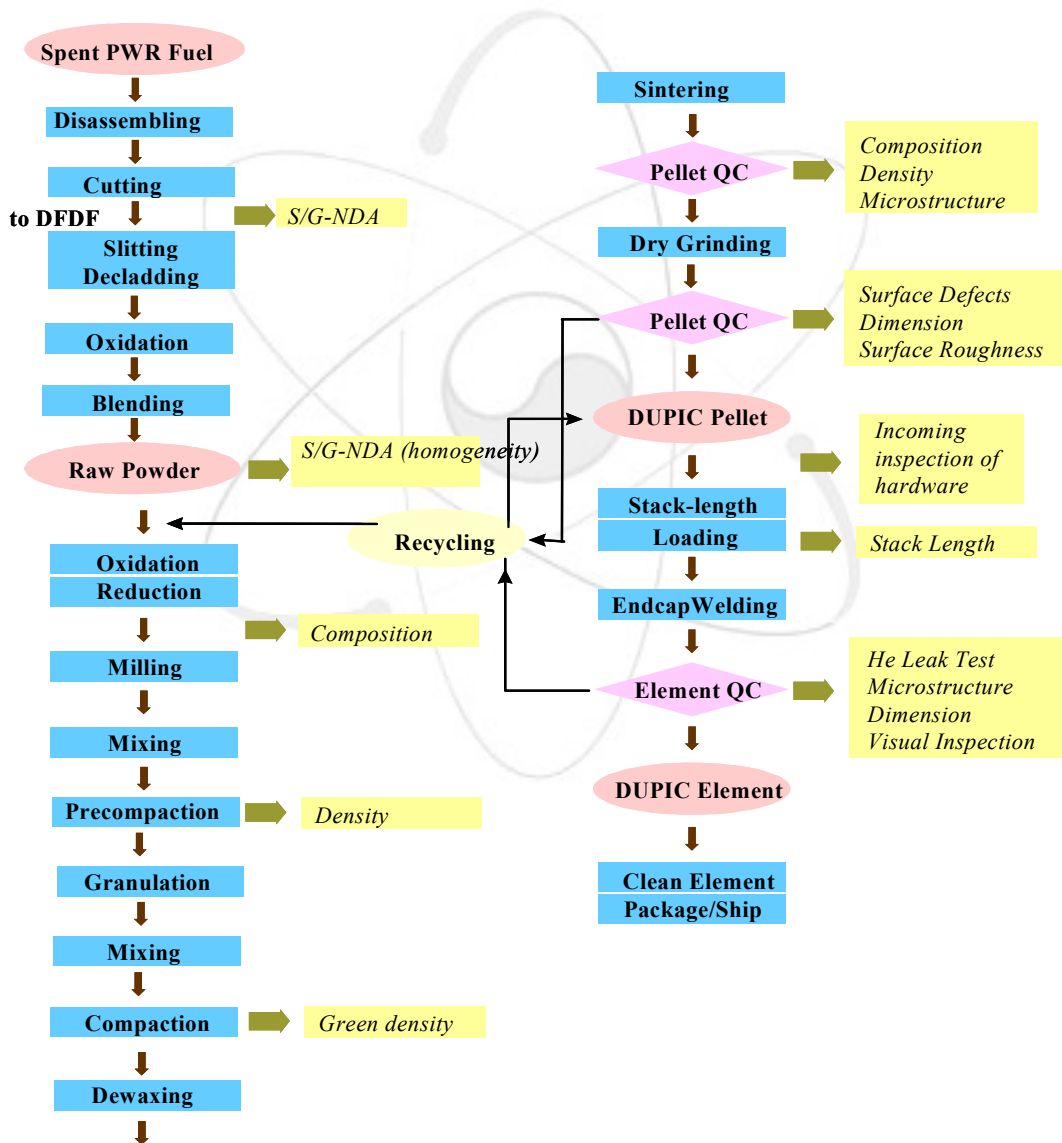 Spent PWR Fuel
Disassembling
Cutting
to DFDF
S/G-NDA
Slitting
Decladding
Oxidation
Blending
Raw Powder
S/G-NDA (homogeneity)
Oxidation
Reduction
Composition
Milling
Mixing
Precompaction
Density
Granulation
Mixing
Compaction
Green density
Dewaxing
Recycling
Sintering
Pellet QC
Composition
Density
Microstructure
Dry Grinding
Pellet QC
Surface Defects
Dimension
Surface Roughness
DUPIC Pellet
Incoming
inspection of
hardware
Stack-length
Loading
Stack Length
EndcapWelding
Element QC
He Leak Test
Microstructure
Dimension
Visual Inspection
DUPIC Element
Clean Element
Package/Ship